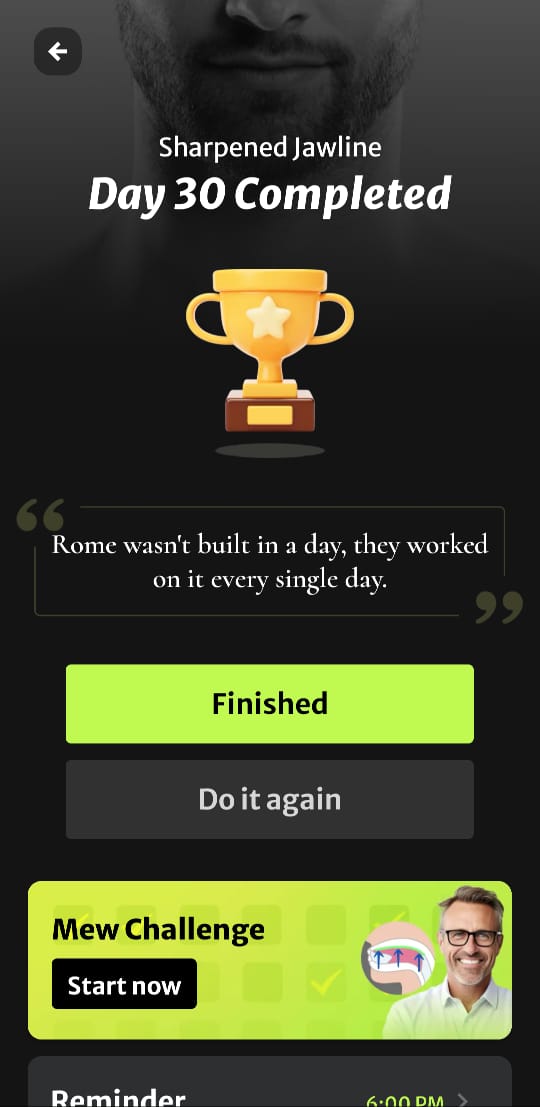 Sharpened Jawline
Day 30 Completed
Rome wasn't built in a day, they worked
on it every single day.
Finished
Do it again
Mew Challenge
Start now
Reminder
6:00 PM